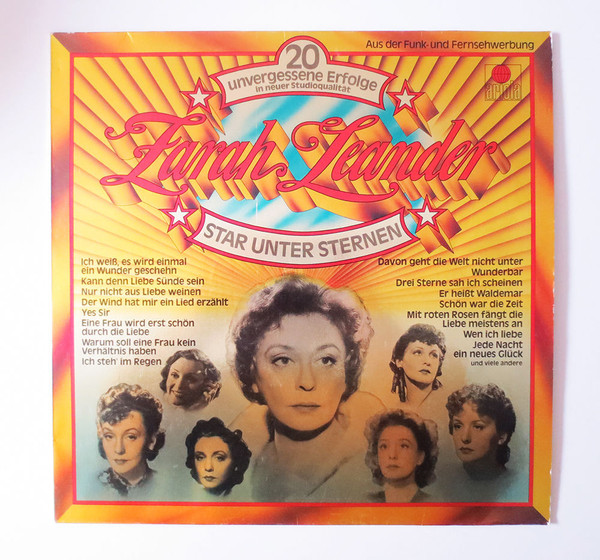 Aus der Funk- und Fernsehwerbung
20
unvergessene Erfolge
in neuer Studioqualität
ariola
Zarah Leander
STAR UNTER STERNEN
Ich weiß, es wird einmal
ein Wunder geschehn
Kann denn Liebe Sünde sein
Nur nicht aus Liebe weinen
Der Wind hat mir ein Lied erzählt
Yes Sir
Eine Frau wird erst schön
durch die Liebe
Warum soll eine Frau kein
Verhältnis haben
Ich steh' im Regen
Davon geht die Welt nicht unter
Wunderbar
Drei Sterne sah ich scheinen
Er heißt Waldemar
Schön war die Zeit
Mit roten Rosen fängt die
Liebe meistens an
Wen ich liebe
Jede Nacht
ein neues Glück
und viele andere